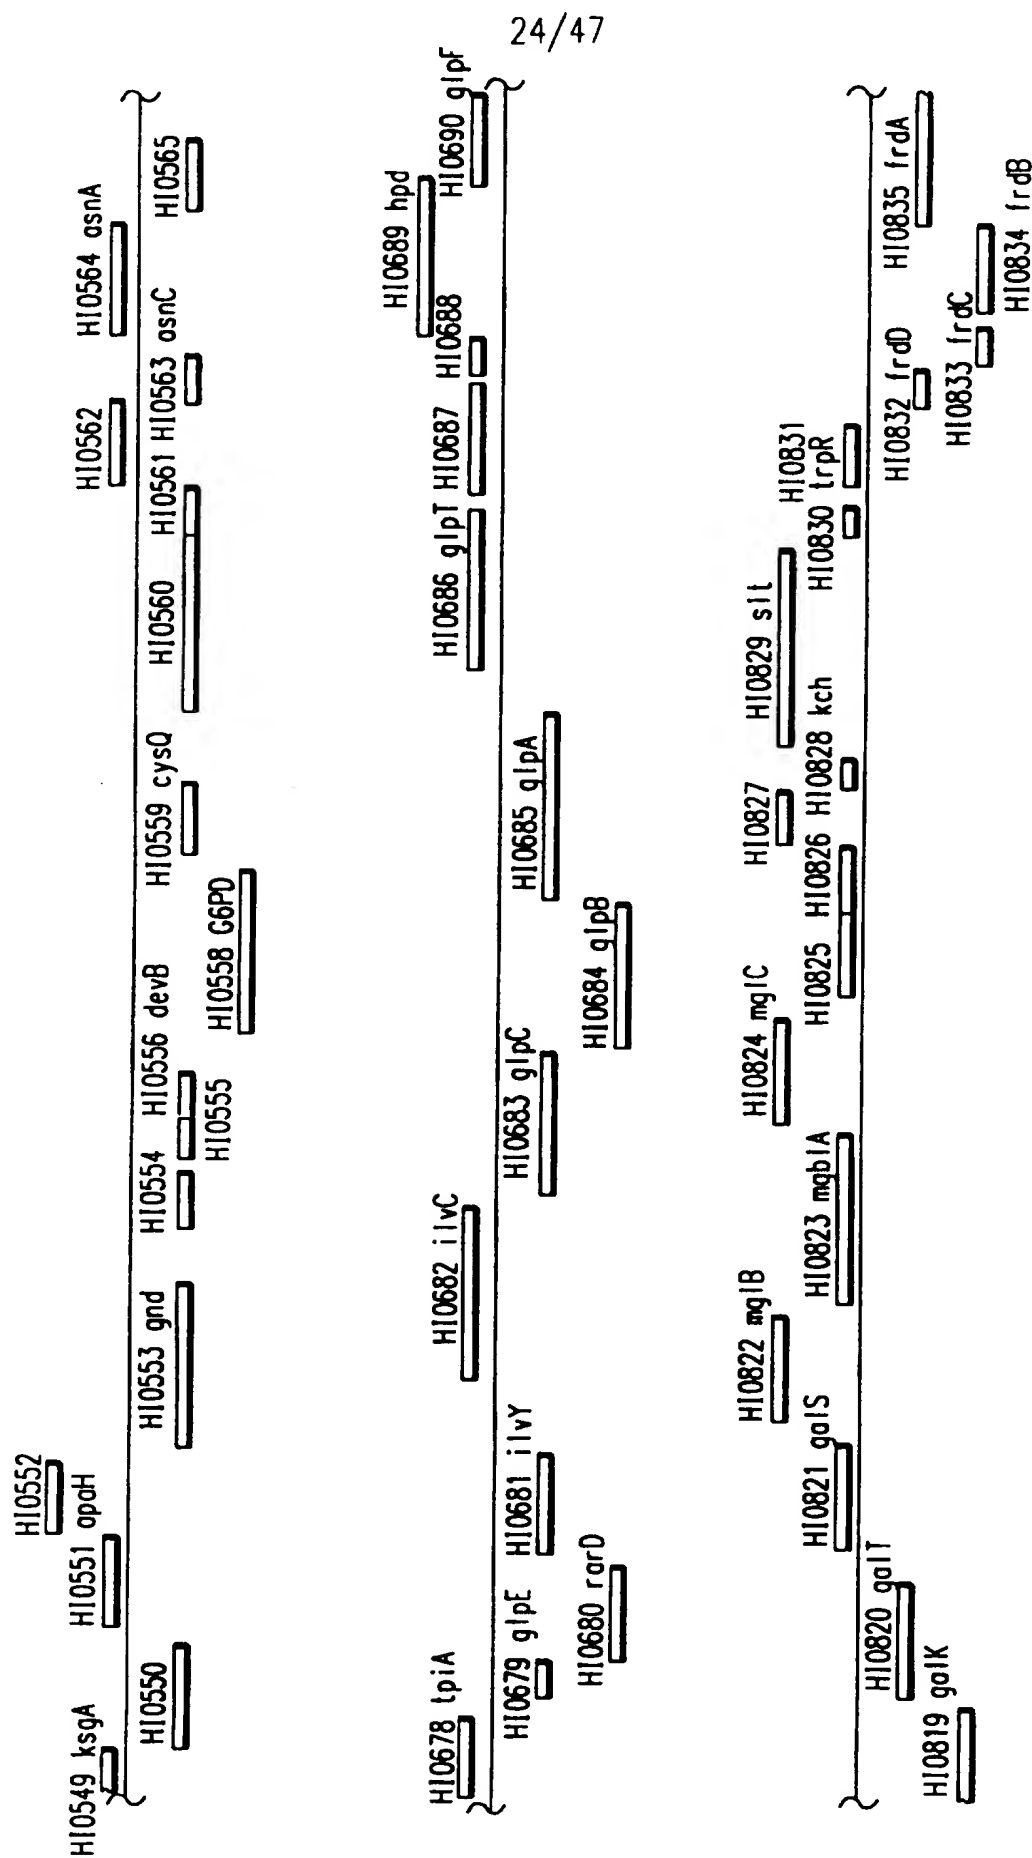 24/47
HI0549 ksgA
HI0550
HI0551 apaH
HI0552
HI0553 gnd
HI0554
HI0555
HI0556 devB
HI0558 G6PD
HI0559 cysQ
HI0560
HI0561
HI0562
HI0563 asnC
HI0564 asnA
HI0565
HI0678 tpiA
HI0679 glpE
HI0680 rarD
HI0681 ilvY
HI0682 ilvC
HI0683 glpC
HI0684 glpB
HI0685 glpA
HI0686 glpT
HI0687
HI0688
HI0689 hpd
HI0690 glpF
HI0819 galK
HI0820 galT
HI0821 galS
HI0822 mglB
HI0823 mgblA
HI0824 mglC
HI0825
HI0826
HI0827
HI0828 kch
HI0829 slt
HI0830
HI0831
trpR
HI0832 frdD
HI0833 frdC
HI0834 frdB
HI0835 frdA